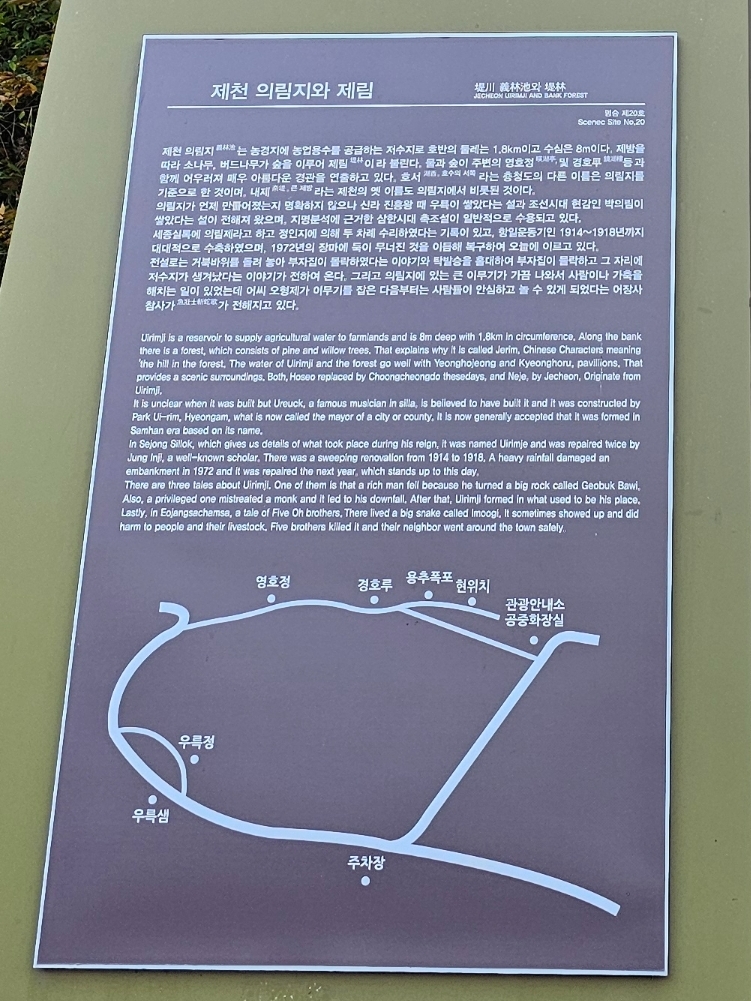 제천 의림지와 제림
堤川 義林池와 堤林
JECHEON UIRIMJI AND BANK FOREST
명승 제20호
Scenec Site No.20
제천 의림지 義林池 는 농경지에 농업용수를 공급하는 저수지로 호반의 둘레는 1.8km이고 수심은 8m이다. 제방을
따라 소나무, 버드나무가 숲을 이루어 제림 堤林 이라 불린다. 물과 숲이 주변의 영호정 暎湖亭, 및 경호루 鏡湖樓 등과
함께 어우러져 매우 아름다운 경관을 연출하고 있다. 호서 湖西, 호수의 서쪽 라는 충청도의 다른 이름은 의림지를
기준으로 한 것이며, 내제 奈堤, 큰 제방 라는 제천의 옛 이름도 의림지에서 비롯된 것이다.
의림지가 언제 만들어졌는지 명확하지 않으나 신라 진흥왕 때 우륵이 쌓았다는 설과 조선시대 현감인 박의림이
쌓았다는 설이 전해져 왔으며, 지명분석에 근거한 삼한시대 축조설이 일반적으로 수용되고 있다.
세종실록에 의림제라고 하고 정인지에 의해 두 차례 수리하였다는 기록이 있고, 항일운동기인 1914~1918년까지
대대적으로 수축하였으며, 1972년의 장마에 둑이 무너진 것을 이듬해 복구하여 오늘에 이르고 있다.
전설로는 거북바위를 돌려 놓아 부자집이 몰락하였다는 이야기와 탁발승을 홀대하여 부자집이 몰락하고 그 자리에
저수지가 생겨났다는 이야기가 전하여 온다. 그리고 의림지에 있는 큰 이무기가 가끔 나와서 사람이나 가축을
해치는 일이 있었는데 어씨 오형제가 이무기를 잡은 다음부터는 사람들이 안심하고 놀 수 있게 되었다는 어장사
참사가 가 전해지고 있다.
Uirimji is a reservoir to supply agricultural water to farmlands and is 8m deep with 1.8km in circumference. Along the bank
there is a forest, which consists of pine and willow trees. That explains why it is called Jerim, Chinese Characters meaning
'the hill in the forest. The water of Uirimji and the forest go well with Yeonghojeong and Kyeonghoru, pavillions. That
provides a scenic surroundings. Both, Hoseo replaced by Choongcheongdo thesedays, and Neje, by Jecheon, Originate from
Uirimji.
It is unclear when it was built but Ureuck, a famous musician in silla, is believed to have built it and it was constructed by
Park Ui-rim, Hyeongam, what is now called the mayor of a city or county. It is now generally accepted that it was formed in
Samhan era based on its name.
In Sejong Sillok, which gives us details of what took place during his reign, it was named Uirimje and was repaired twice by
Jung Inji, a well-known scholar. There was a sweeping renovation from 1914 to 1918. A heavy rainfall damaged an
embankment in 1972 and it was repaired the next year, which stands up to this day.
There are three tales about Uirimji. One of them is that a rich man fell because he turned a big rock called Geobuk Bawi.
Also, a privileged one mistreated a monk and it led to his downfall. After that, Uirimji formed in what used to be his place.
Lastly, in Eojangsachamsa, a tale of Five Oh brothers, There lived a big snake called Imoogi. It sometimes showed up and did
harm to people and their livestock. Five brothers killed it and their neighbor went around the town safely.
영호정
경호루
용추폭포
현위치
관광안내소
공중화장실
우륵정
우륵샘
주차장